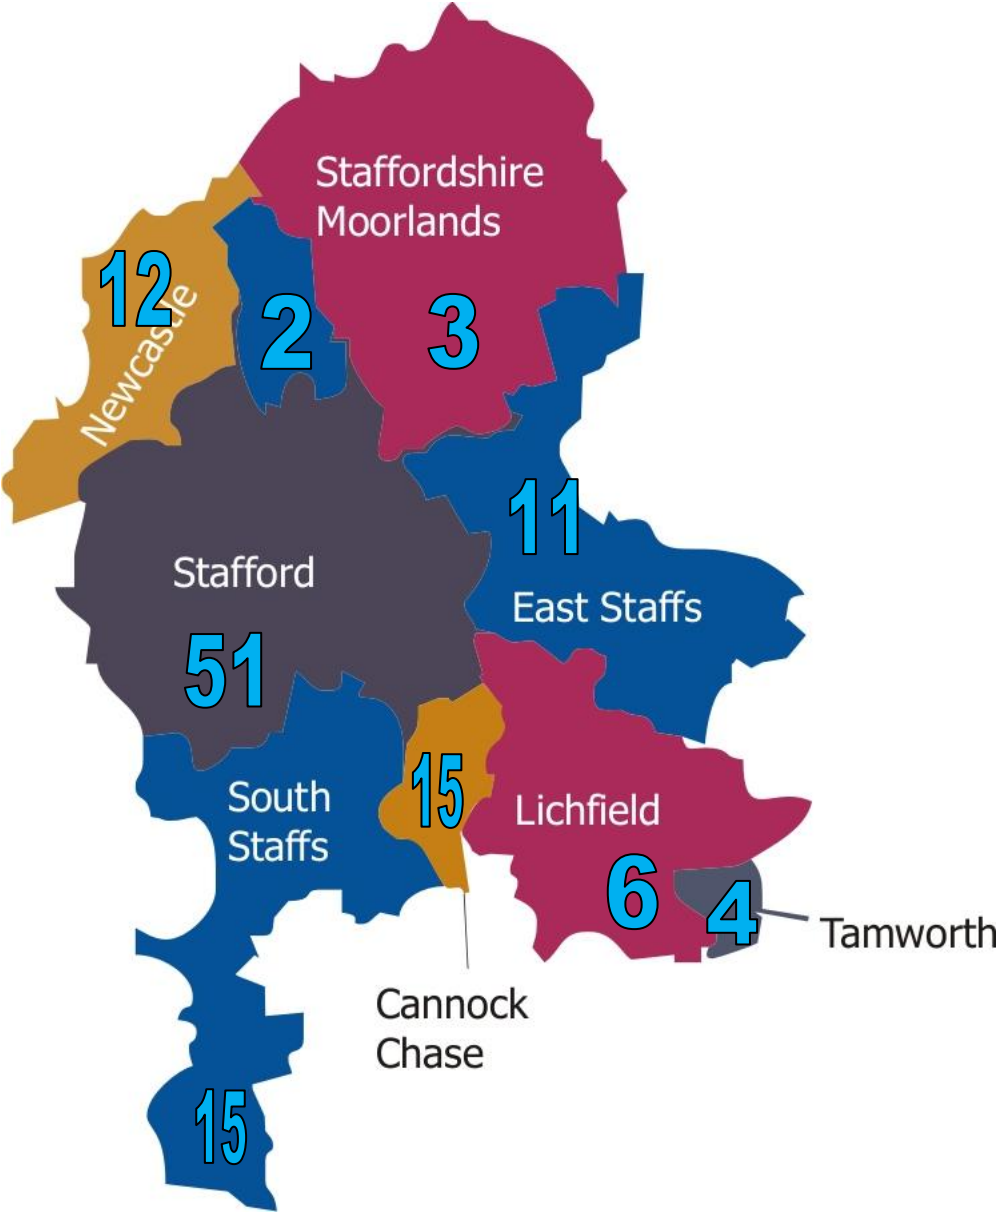 Staffordshire
Moorlands
12
Newcastle
2
3
11
Stafford
East Staffs
51
15
South
Staffs
Lichfield
6
4
Tamworth
Cannock
Chase
15